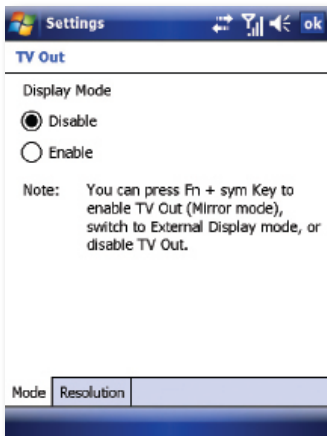 Settings
ok
TV Out
Display Mode
Disable
Enable
Note: You can press Fn + sym Key to
enable TV Out (Mirror mode),
switch to External Display mode, or
disable TV Out.
Mode Resolution